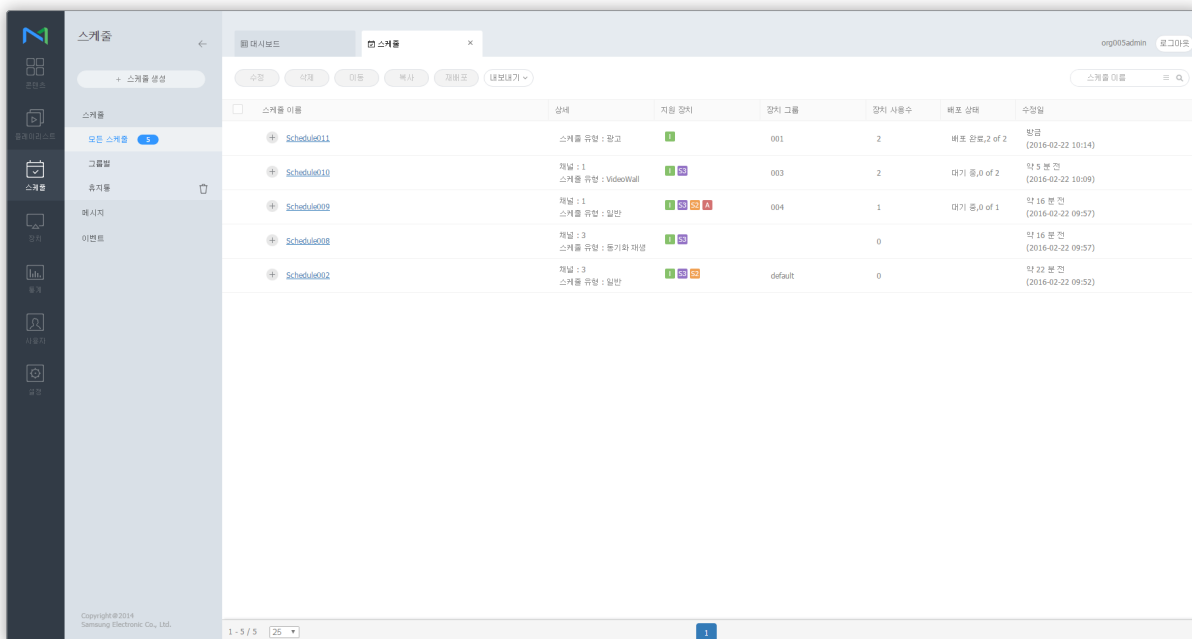 스케줄
←
+ 스케줄 생성
스케줄
모든 스케줄 5
그룹별
휴지통
메시지
이벤트
콘텐츠
플레이리스트
스케줄
장치
통계
사용자
설정
Copyright©2014
Samsung Electronic Co., Ltd.
대시보드
스케줄 ×
org005admin 로그아웃
수정 삭제 이동 복사 재배포 내보내기
스케줄 이름
스케줄 이름 상세 지원 장치 장치 그룹 장치 사용수 배포 상태 수정일
Schedule011 스케줄 유형 : 광고 I 001 2 배포 완료,2 of 2 방금
(2016-02-22 10:14)
Schedule010 채널 : 1 I S3 003 2 대기 중,0 of 2 약 5 분 전
스케줄 유형 : VideoWall (2016-02-22 10:09)
Schedule009 채널 : 1 I S3 S2 A 004 1 대기 중,0 of 1 약 16 분 전
스케줄 유형 : 일반 (2016-02-22 09:57)
Schedule008 채널 : 3 I S3 0 약 16 분 전
스케줄 유형 : 동기화 재생 (2016-02-22 09:57)
Schedule002 채널 : 3 I S3 S2 default 0 약 22 분 전
스케줄 유형 : 일반 (2016-02-22 09:52)
1 - 5 / 5 25 1